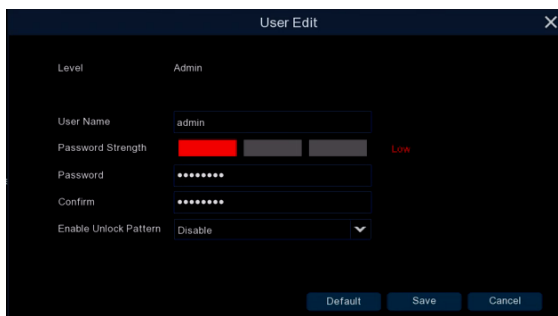 User Edit
Level Admin
User Name admin
Password Strength Low
Password ••••••••
Confirm ••••••••
Enable Unlock Pattern Disable
Default Save Cancel